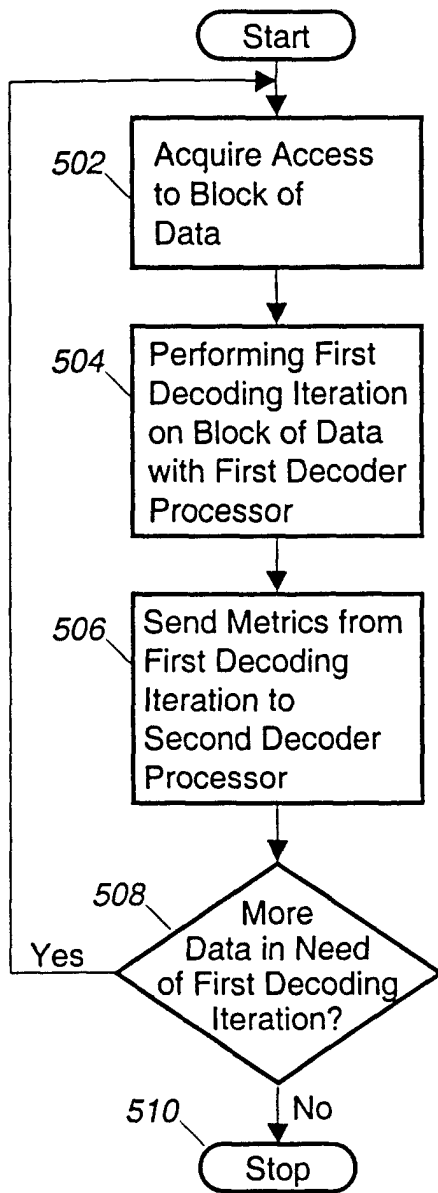 Start
502
Acquire Access
to Block of
Data
504
Performing First
Decoding Iteration
on Block of Data
with First Decoder
Processor
506
Send Metrics from
First Decoding
Iteration to
Second Decoder
Processor
508
More
Data in Need
of First Decoding
Iteration?
Yes
No
510
Stop